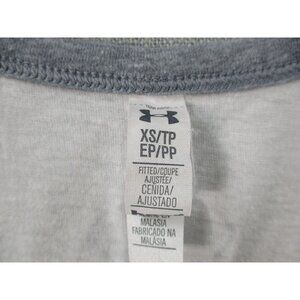 XS/TP
EP/PP
FITTED/COUPE
AJUSTÉE/
CEÑIDA/
AJUSTADO
MALASIA
FABRICADO NA
MALÁSIA